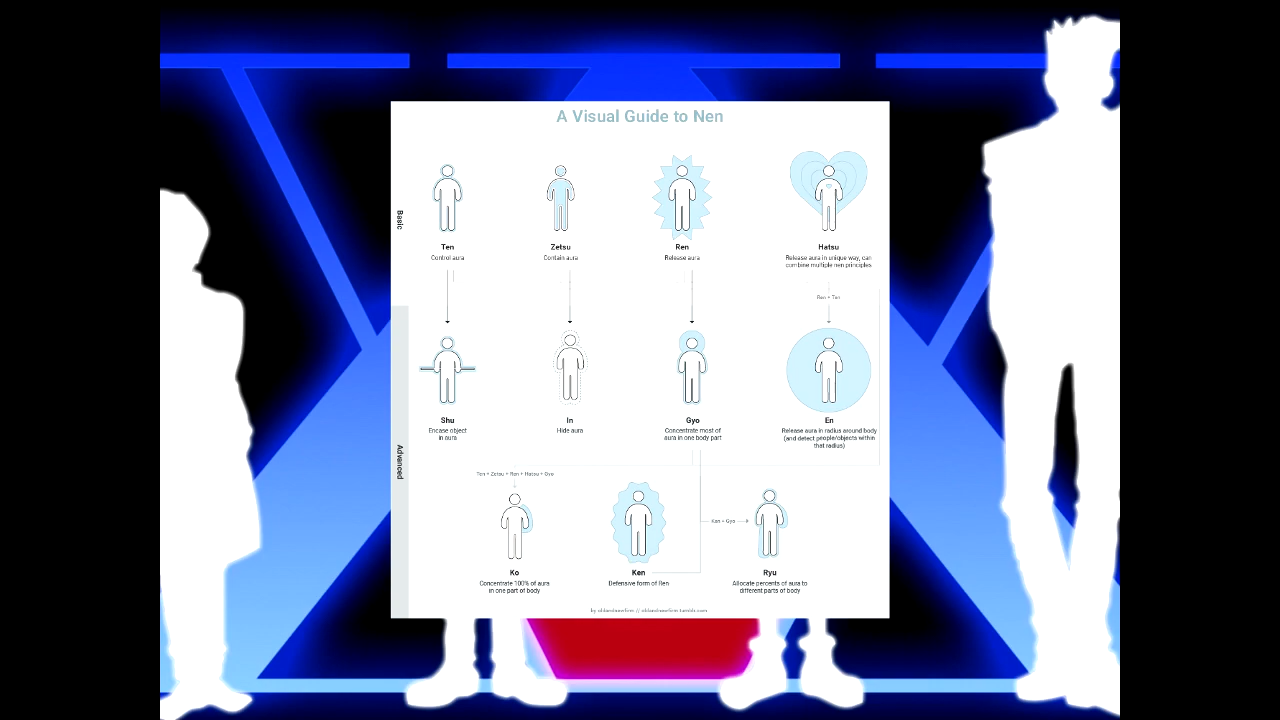 A Visual Guide to Nen
Basic
Ten
Control aura
Zetsu
Contain aura
Ren
Release aura
Hatsu
Release aura in unique way, can
combine multiple nen principles
Ren + Ten
Advanced
Shu
Encase object
in aura
In
Hide aura
Gyo
Concentrate most of
aura in one body part
En
Release aura in radius around body
(and detect people/objects within
that radius)
Ten + Zetsu + Ren + Hatsu + Gyo
Ko
Concentrate 100% of aura
in one part of body
Ken
Defensive form of Ren
Ken + Gyo
Ryu
Allocate percents of aura to
different parts of body